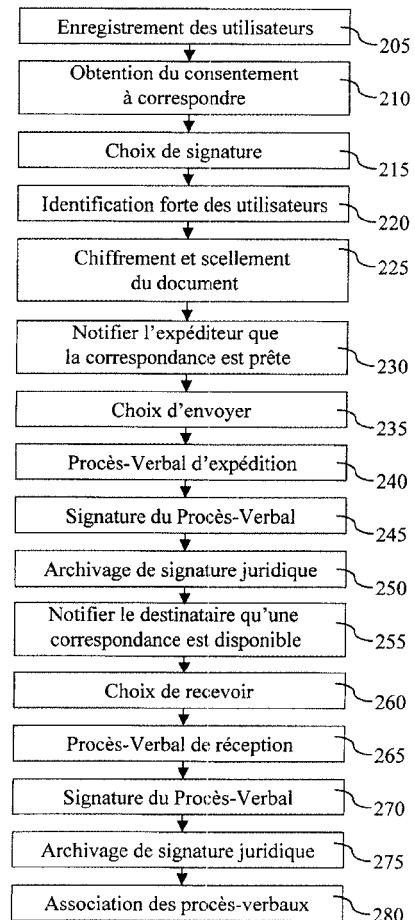 Enregistrement des utilisateurs
205
Obtention du consentement
à correspondre
210
Choix de signature
215
Identification forte des utilisateurs
220
Chiffrement et scellement
du document
225
Notifier l'expéditeur que
la correspondance est prête
230
Choix d'envoyer
235
Procès-Verbal d'expédition
240
Signature du Procès-Verbal
245
Archivage de signature juridique
250
Notifier le destinataire qu'une
correspondance est disponible
255
Choix de recevoir
260
Procès-Verbal de réception
265
Signature du Procès-Verbal
270
Archivage de signature juridique
275
Association des procès-verbaux
280